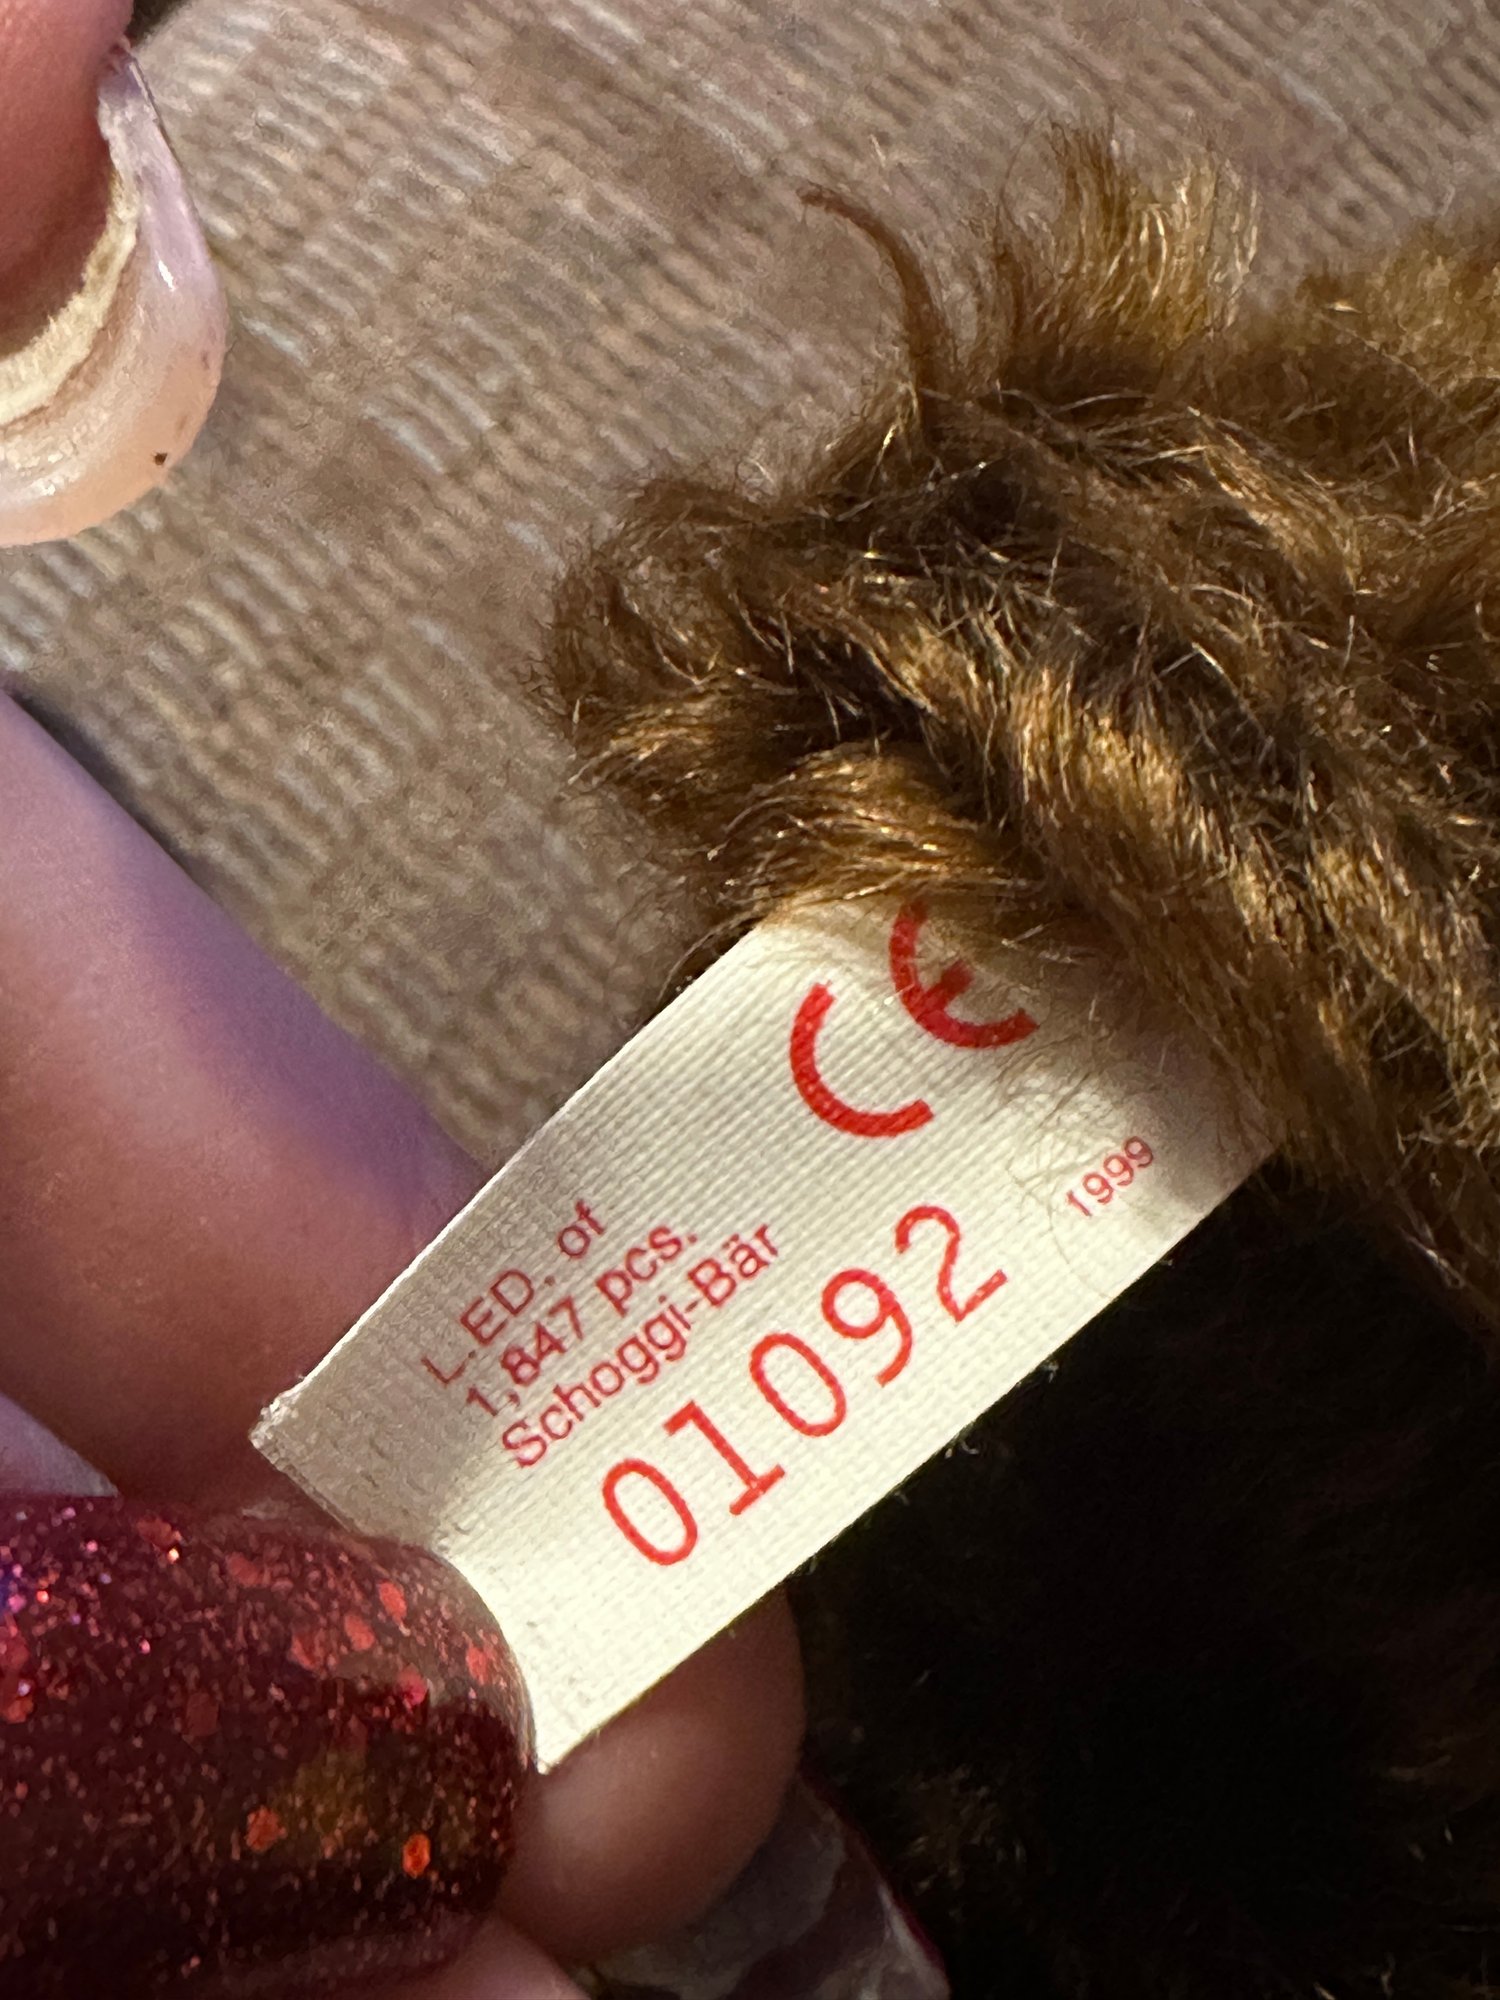 CE
1999
L.ED. of
1,847 pcs.
Schoggi-Bär
01092